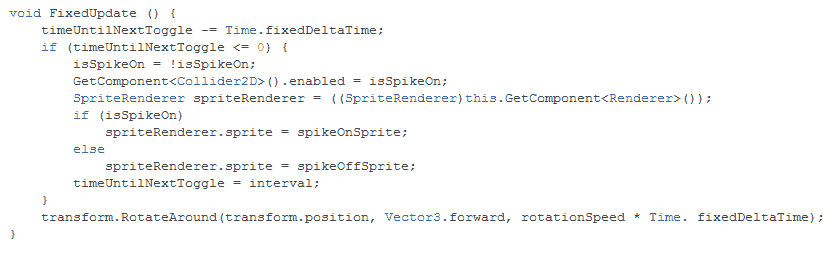 void FixedUpdate () {
    timeUntilNextToggle -= Time.fixedDeltaTime;
    if (timeUntilNextToggle <= 0) {
        isSpikeOn = !isSpikeOn;
        GetComponent<Collider2D>().enabled = isSpikeOn;
        SpriteRenderer spriteRenderer = ((SpriteRenderer)this.GetComponent<Renderer>());
        if (isSpikeOn)
            spriteRenderer.sprite = spikeOnSprite;
        else
            spriteRenderer.sprite = spikeOffSprite;
        timeUntilNextToggle = interval;
    }
    transform.RotateAround(transform.position, Vector3.forward, rotationSpeed * Time. fixedDeltaTime);
}